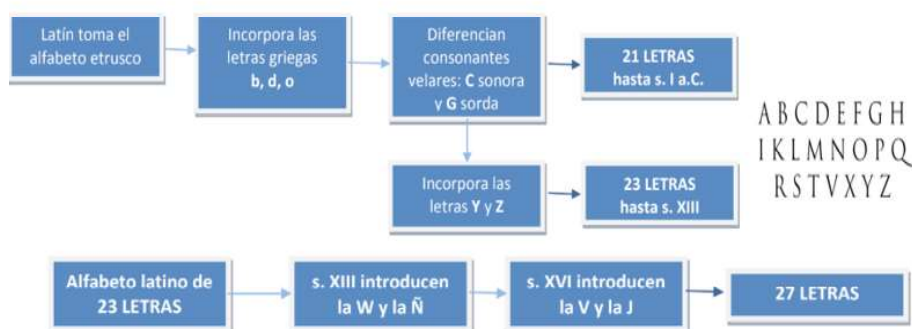 Latín toma el
alfabeto etrusco
Incorpora las
letras griegas
b, d, o
Diferencian
consonantes
velares: C sonora
y G sorda
21 LETRAS
hasta s. I a.C.
Incorpora las
letras Y y Z
23 LETRAS
hasta s. XIII
A B C D E F G H
I K L M N O P Q
R S T V X Y Z
Alfabeto latino de
23 LETRAS
s. XIII introducen
la W y la Ñ
s. XVI introducen
la V y la J
27 LETRAS